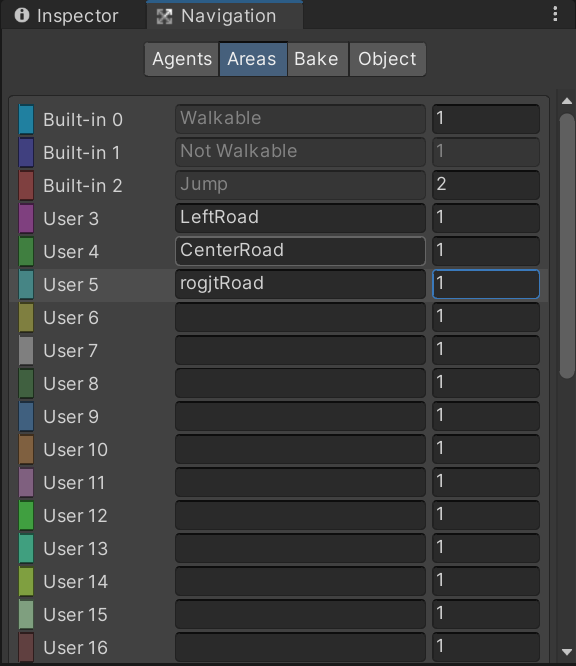 Inspector Navigation
Agents Areas Bake Object
Built-in 0 Walkable 1
Built-in 1 Not Walkable 1
Built-in 2 Jump 2
User 3 LeftRoad 1
User 4 CenterRoad 1
User 5 rogjtRoad 1
User 6 1
User 7 1
User 8 1
User 9 1
User 10 1
User 11 1
User 12 1
User 13 1
User 14 1
User 15 1
User 16 1